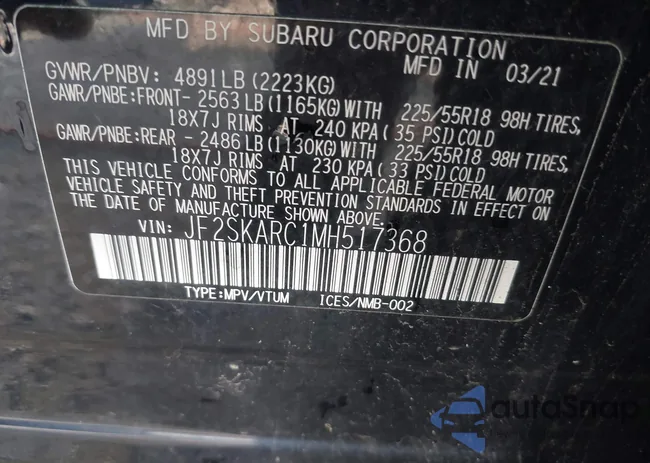 MFD BY SUBARU CORPORATION
GVWR/PNBV: 4891LB(2223KG) MFD IN 03/21
GAWR/PNBE:FRONT- 2563LB(1165KG)WITH 225/55R18 98H TIRES,
18X7J RIMS, AT 240 KPA(35 PSI)COLD
GAWR/PNBE:REAR - 2486LB(1130KG)WITH 225/55R18 98H TIRES,
18X7J RIMS AT 230 KPA(33 PSI)COLD
THIS VEHICLE CONFORMS TO ALL APPLICABLE FEDERAL MOTOR
VEHICLE SAFETY AND THEFT PREVENTION STANDARDS IN EFFECT ON
THE DATE OF MANUFACTURE SHOWN ABOVE.
VIN: JF2SKARC1MH517368
TYPE:MPV/VTUM ICES/NMB-002
autoSnap